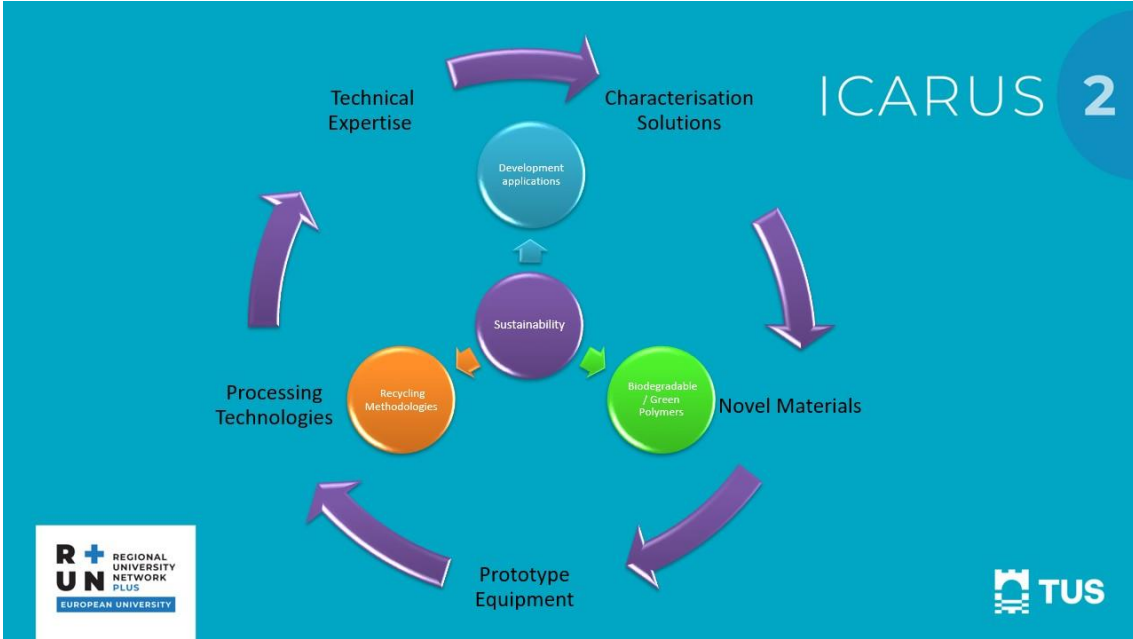 ICARUS 2
Technical
Expertise
Characterisation
Solutions
Development
applications
Sustainability
Recycling
Methodologies
Biodegradable
/ Green
Polymers
Processing
Technologies
Novel Materials
Prototype
Equipment
R+
UN
REGIONAL
UNIVERSITY
NETWORK
PLUS
EUROPEAN UNIVERSITY
TUS